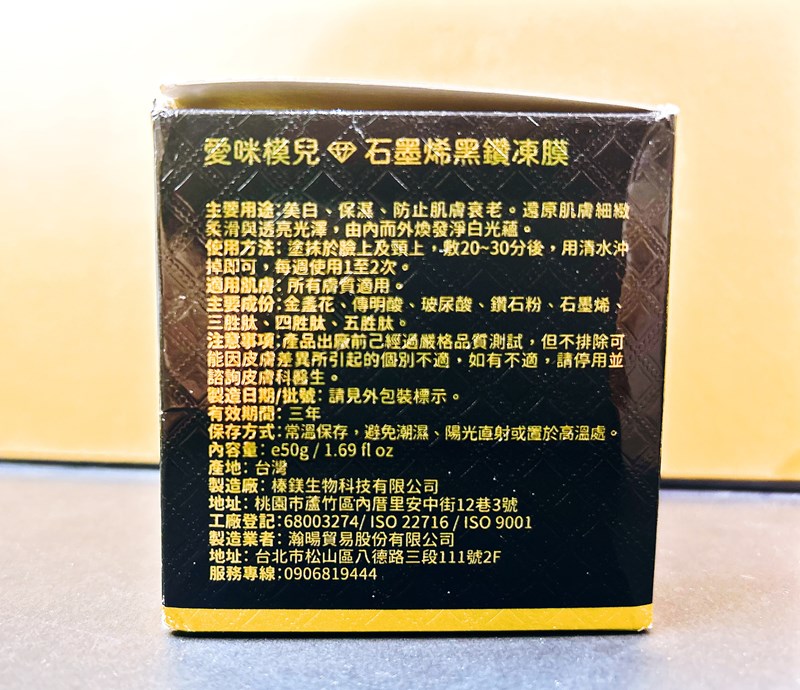 愛咪模兒 石墨烯黑鑽凍膜
主要用途:美白、保濕、防止肌膚衰老。還原肌膚細緻
柔滑與透亮光澤，由內而外煥發淨白光蘊。
使用方法: 塗抹於臉上及頸上，敷20~30分後，用清水沖
掉即可，每週使用1至2次。
適用肌膚: 所有膚質適用。
主要成份:金盞花、傳明酸、玻尿酸、鑽石粉、石墨烯、
三胜肽、四胜肽、五胜肽。
注意事項:產品出廠前己經過嚴格品質測試，但不排除可
能因皮膚差異所引起的個別不適，如有不適，請停用並
諮詢皮膚科醫生。
製造日期/批號: 請見外包裝標示。
有效期間: 三年
保存方式:常溫保存，避免潮濕、陽光直射或置於高溫處。
內容量: e50g / 1.69 fl oz
產地: 台灣
製造廠: 榛鎂生物科技有限公司
地址: 桃園市蘆竹區內厝里安中街12巷3號
工廠登記:68003274/ ISO 22716 / ISO 9001
製造業者: 瀚暘貿易股份有限公司
地址: 台北市松山區八德路三段111號2F
服務專線:0906819444